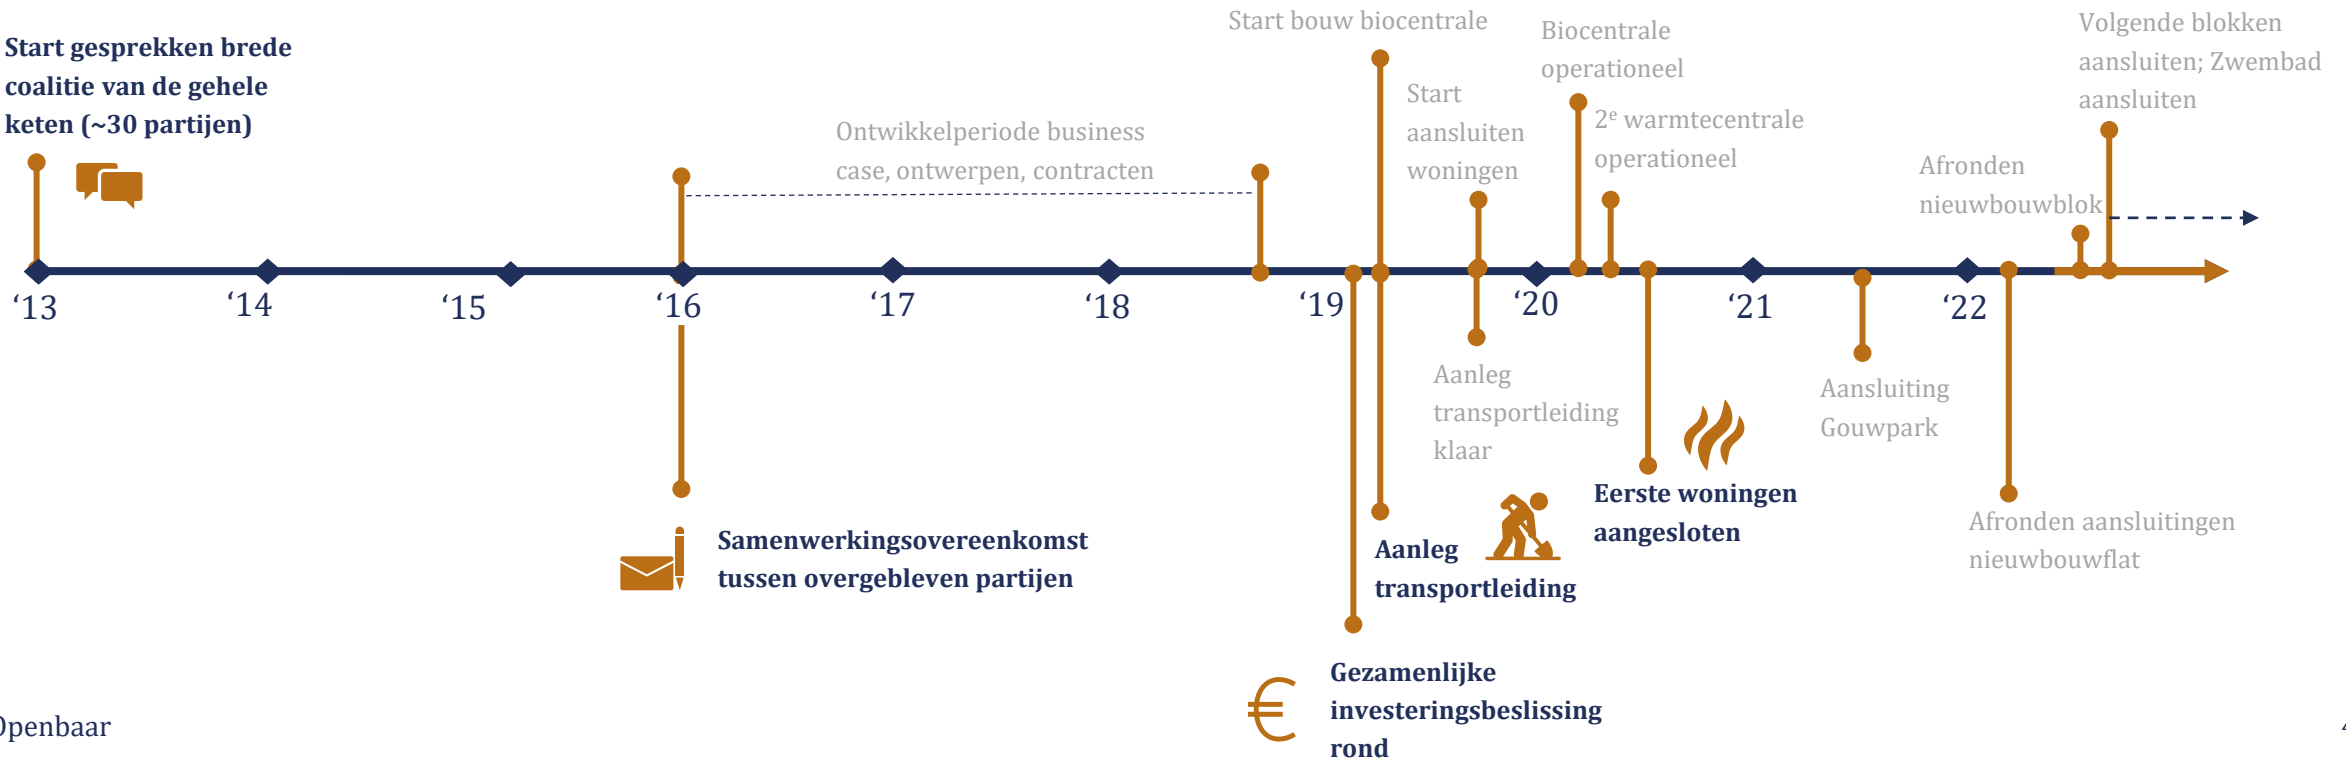 Start gesprekken brede
coalitie van de gehele
keten (~30 partijen)
Ontwikkelperiode business
case, ontwerpen, contracten
Start bouw biocentrale
Start
aansluiten
woningen
Biocentrale
operationeel
2e warmtecentrale
operationeel
Afronden
nieuwbouwblok
Volgende blokken
aansluiten; Zwembad
aansluiten
‘13
‘14
‘15
‘16
‘17
‘18
‘19
‘20
‘21
‘22
Samenwerkingsovereenkomst
tussen overgebleven partijen
Gezamenlijke
investeringsbeslissing
rond
Aanleg
transportleiding
Aanleg
transportleiding
klaar
Eerste woningen
aangesloten
Aansluiting
Gouwpark
Afronden aansluitingen
nieuwbouwflat
€
Openbaar